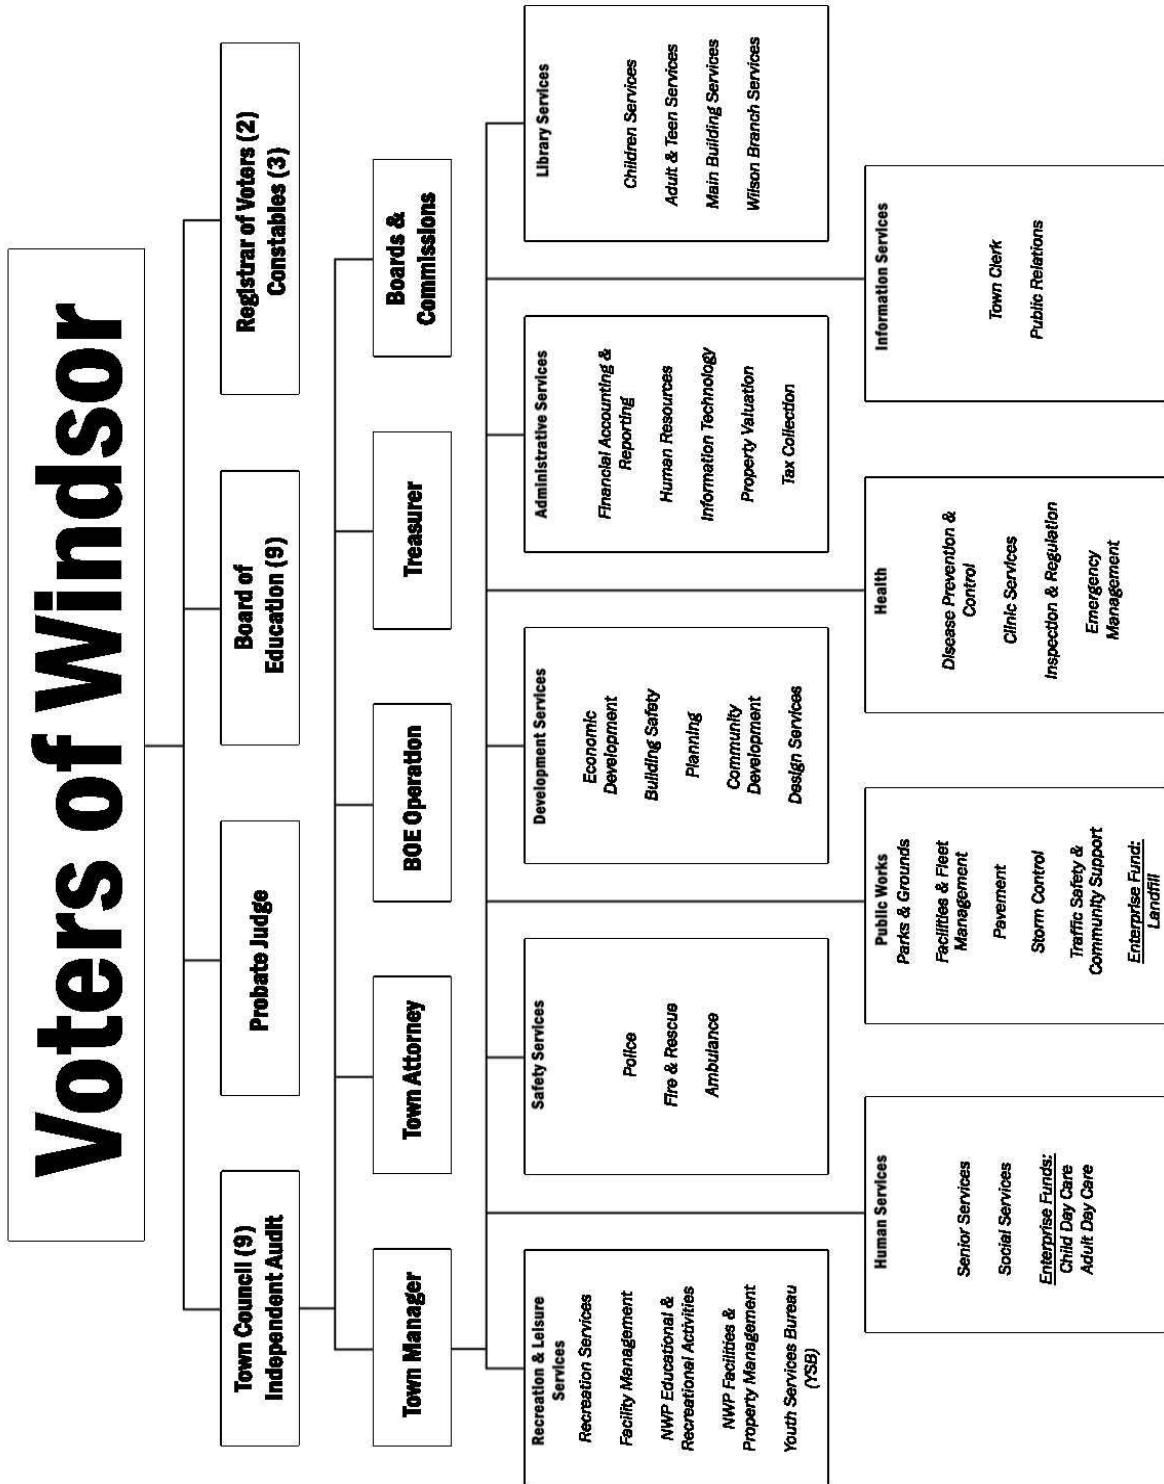 Voters of Windsor
Town Council (9)
Independent Audit
Probate Judge
Board of
Education (9)
Registrar of Voters (2)
Constables (3)
Town Manager
Town Attorney
BOE Operation
Treasurer
Boards &
Commissions
Recreation & Leisure
Services
Recreation Services
Facility Management
NWP Educational &
Recreational Activities
NWP Facilities &
Property Management
Youth Services Bureau
(YSB)
Safety Services
Police
Fire & Rescue
Ambulance
Development Services
Economic
Development
Building Safety
Planning
Community
Development
Design Services
Administrative Services
Financial Accounting &
Reporting
Human Resources
Information Technology
Property Valuation
Tax Collection
Library Services
Children Services
Adult & Teen Services
Main Building Services
Wilson Branch Services
Human Services
Senior Services
Social Services
Enterprise Funds:
Child Day Care
Adult Day Care
Public Works
Parks & Grounds
Facilities & Fleet
Management
Pavement
Storm Control
Traffic Safety &
Community Support
Enterprise Fund:
Landfill
Health
Disease Prevention &
Control
Clinic Services
Inspection & Regulation
Emergency
Management
Information Services
Town Clerk
Public Relations